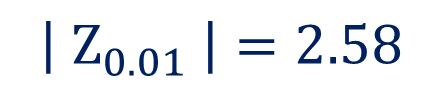 | Z₀.₀₁ | = 2.58